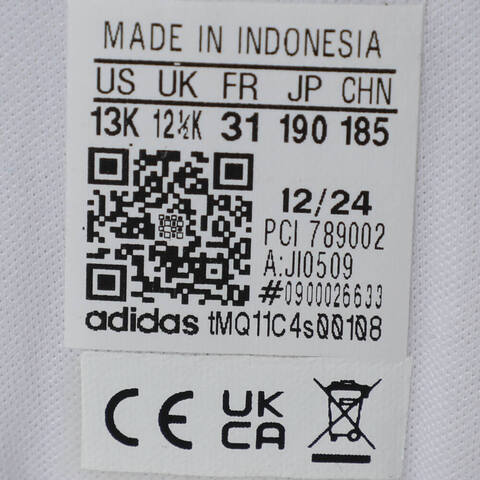 MADE IN INDONESIA
US UK FR JP CHN
13K 12½K 31 190 185
12/24
PCI 789002
A:JI0509
#0900026633
adidas tMQ11C4s00108
CE UK CA